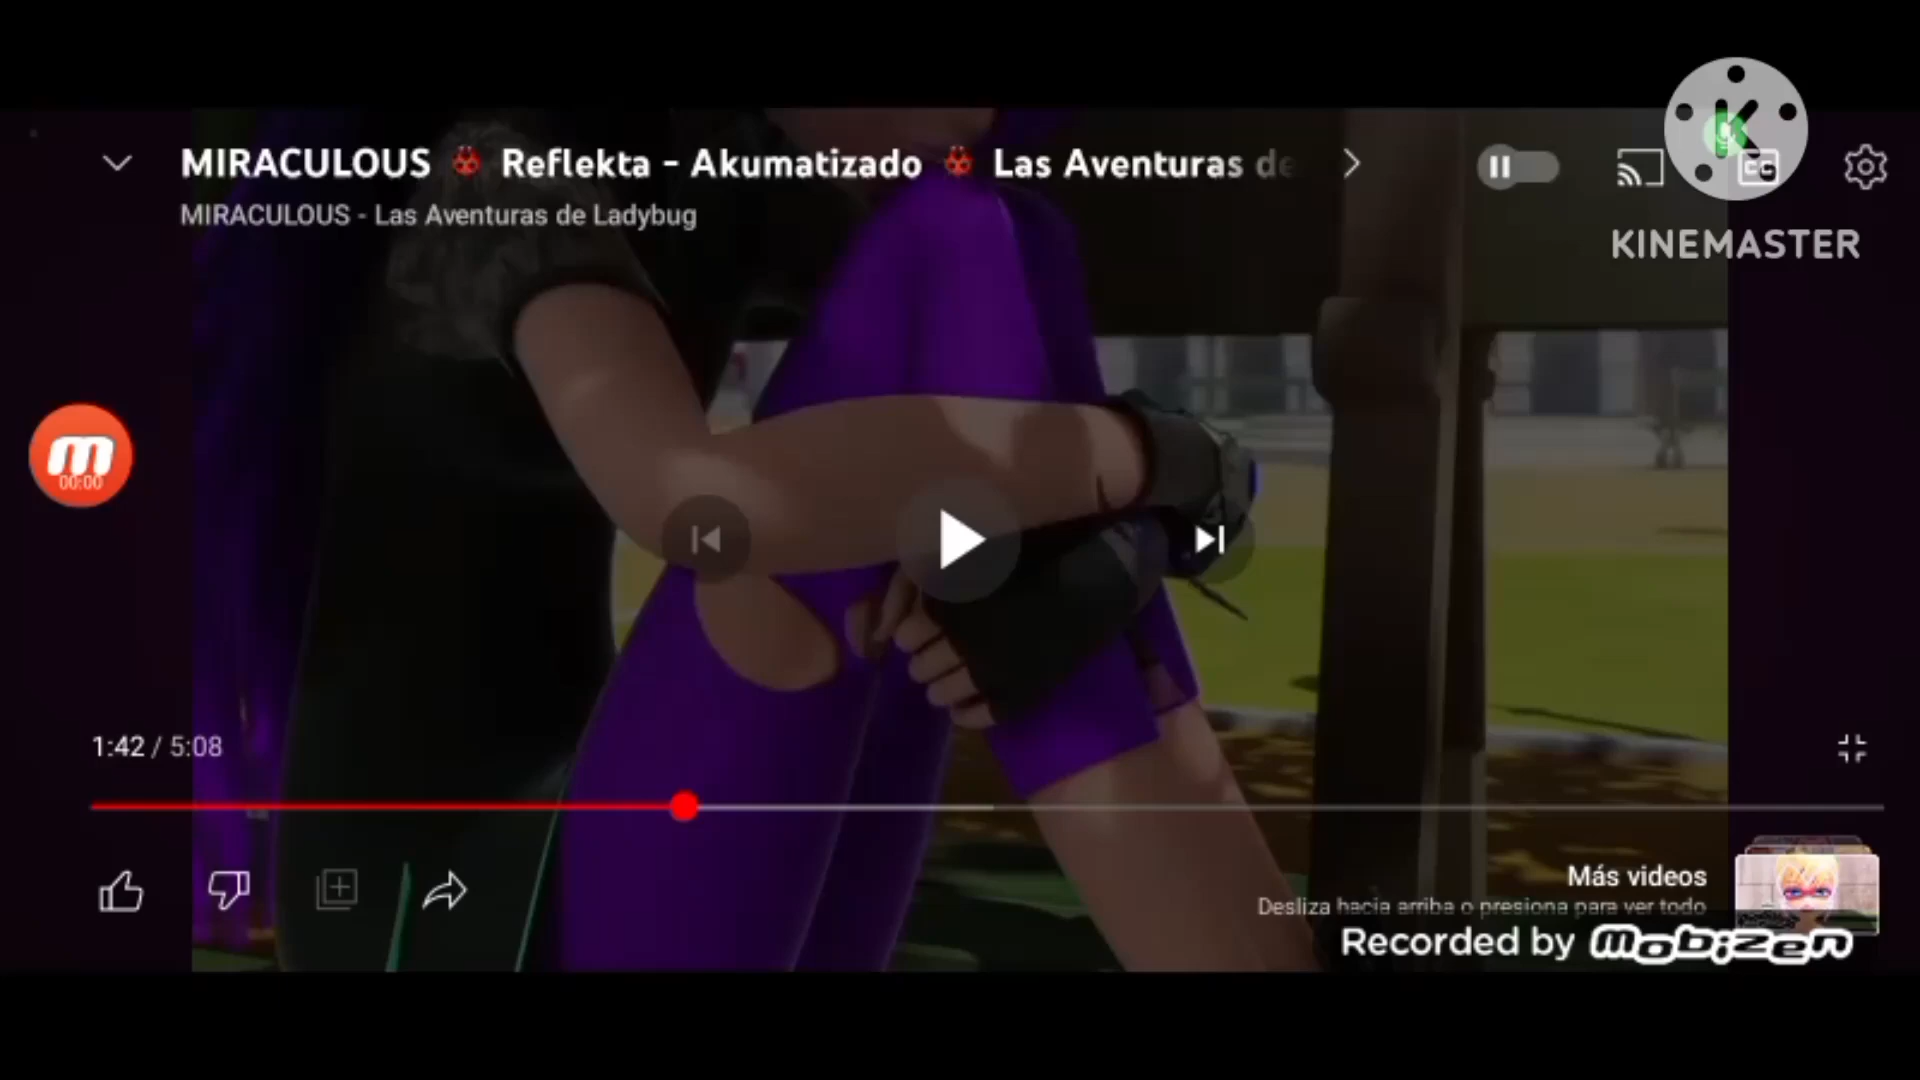 MIRACULOUS 🐞 Reflekta - Akumatizado 🐞 Las Aventuras de
MIRACULOUS - Las Aventuras de Ladybug
CC
KINEMASTER
m
00:00
1:42 / 5:08
Más videos
Desliza hacia arriba o presiona para ver todo
Recorded by mobizen